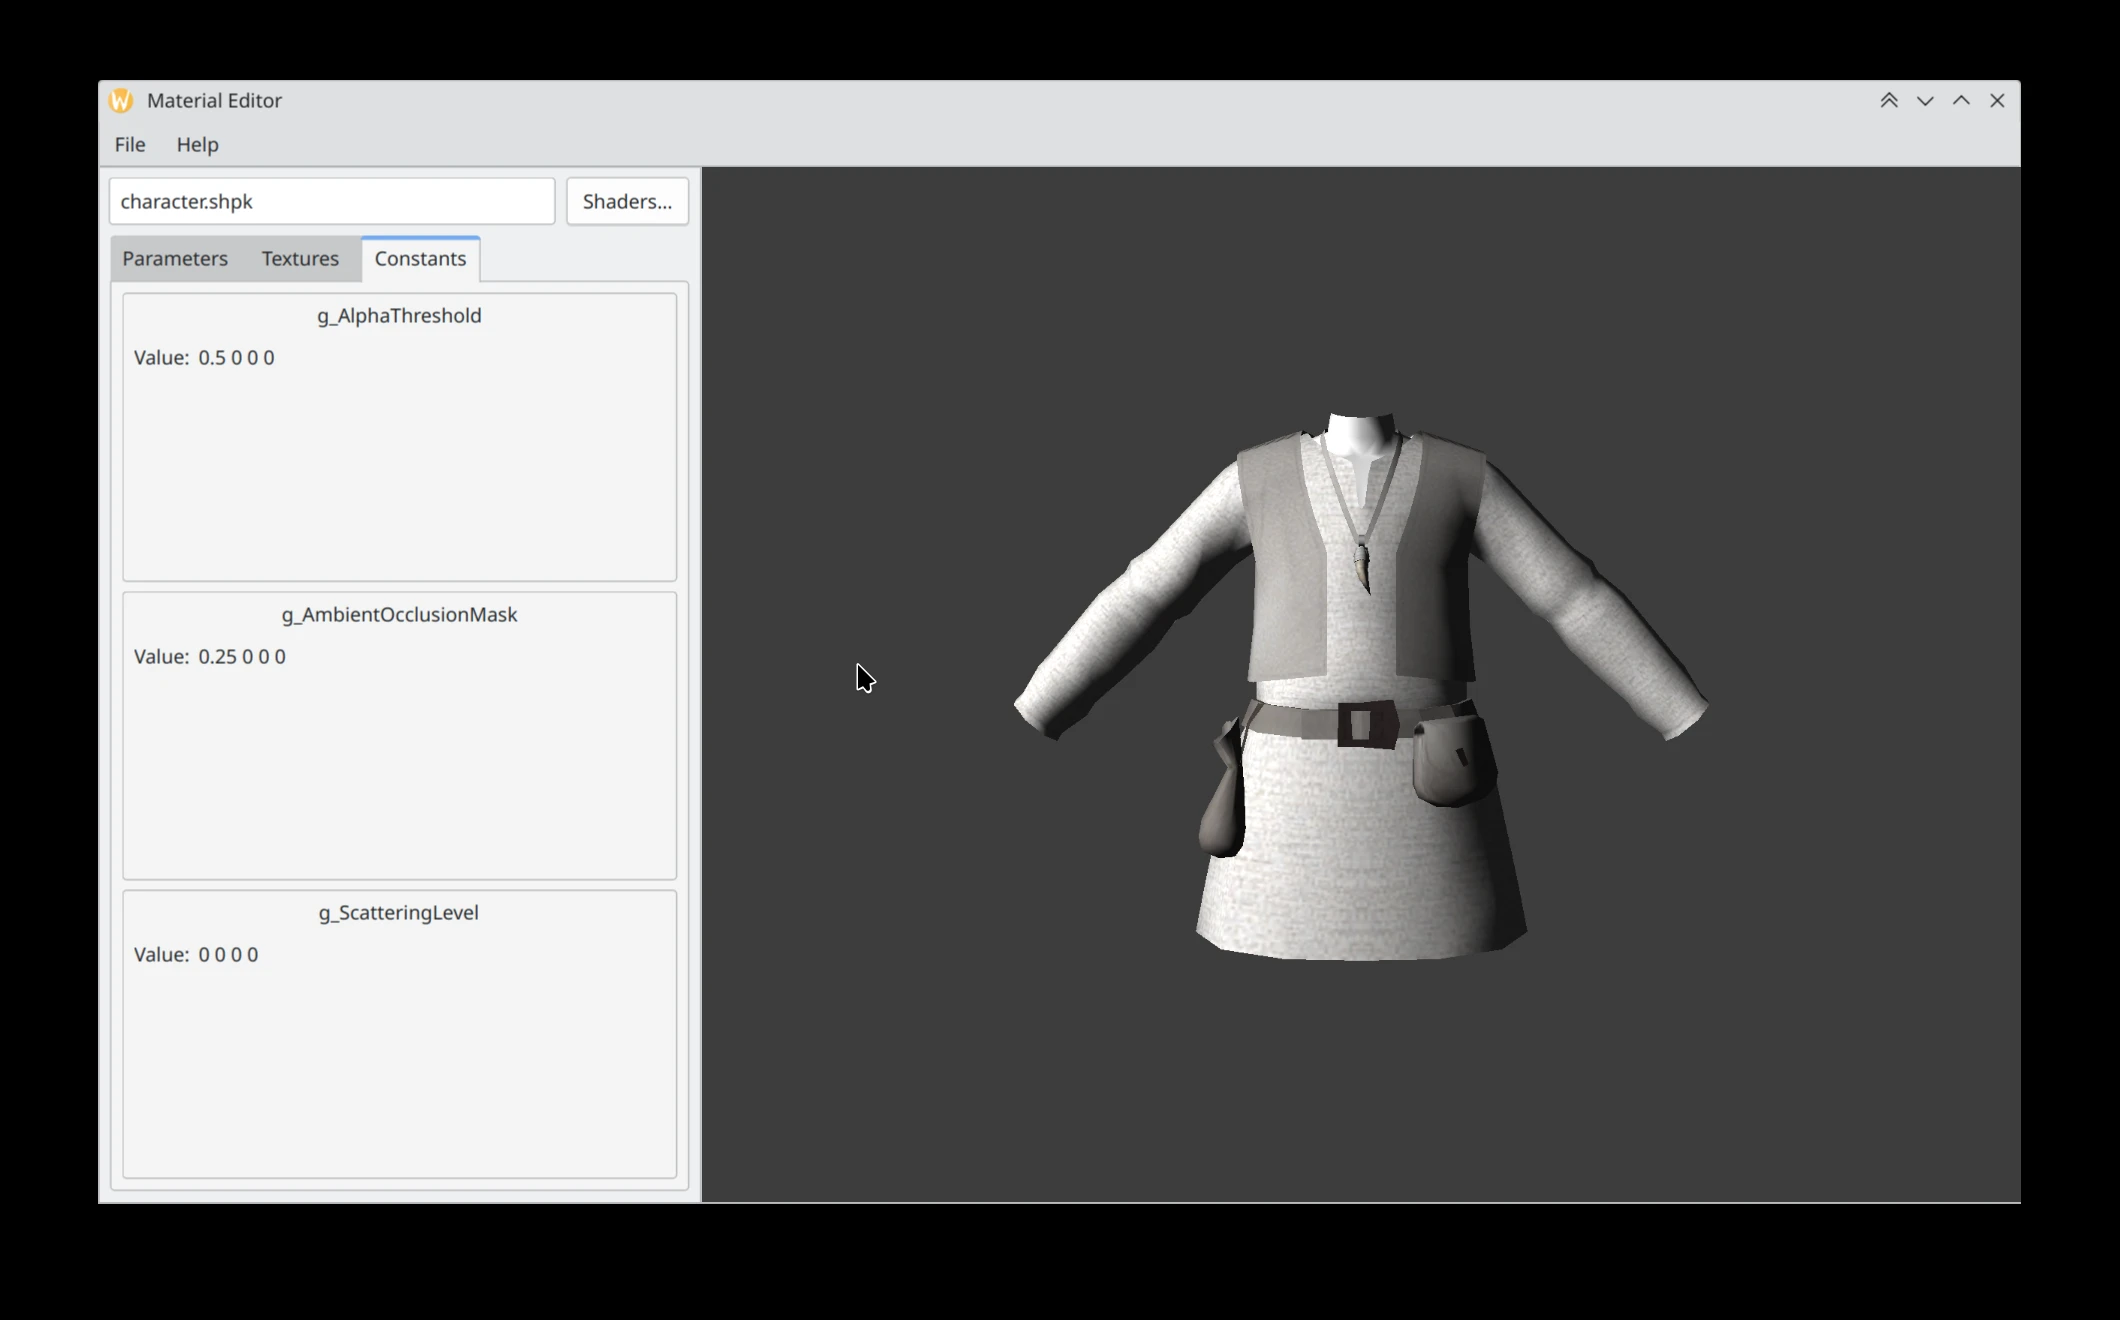 Material Editor
File Help
character.shpk Shaders...
Parameters Textures Constants
g_AlphaThreshold
Value: 0.5 0 0 0
g_AmbientOcclusionMask
Value: 0.25 0 0 0
g_ScatteringLevel
Value: 0 0 0 0